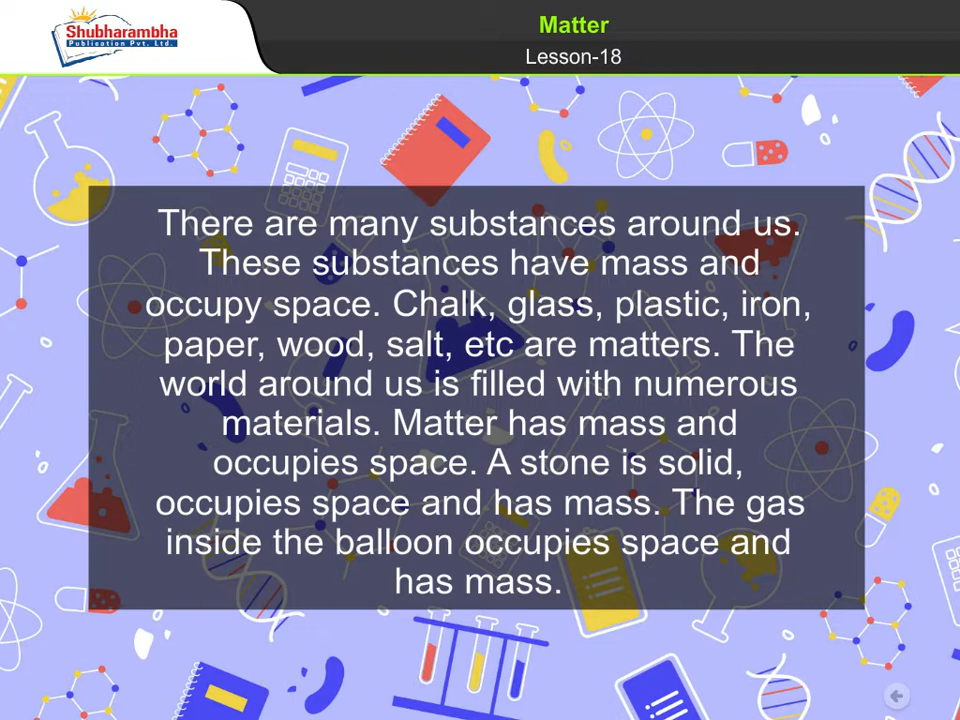 Shubharambha
Publication Pvt. Ltd.
Matter
Lesson-18
There are many substances around us.
These substances have mass and
occupy space. Chalk, glass, plastic, iron,
paper, wood, salt, etc are matters. The
world around us is filled with numerous
materials. Matter has mass and
occupies space. A stone is solid,
occupies space and has mass. The gas
inside the balloon occupies space and
has mass.